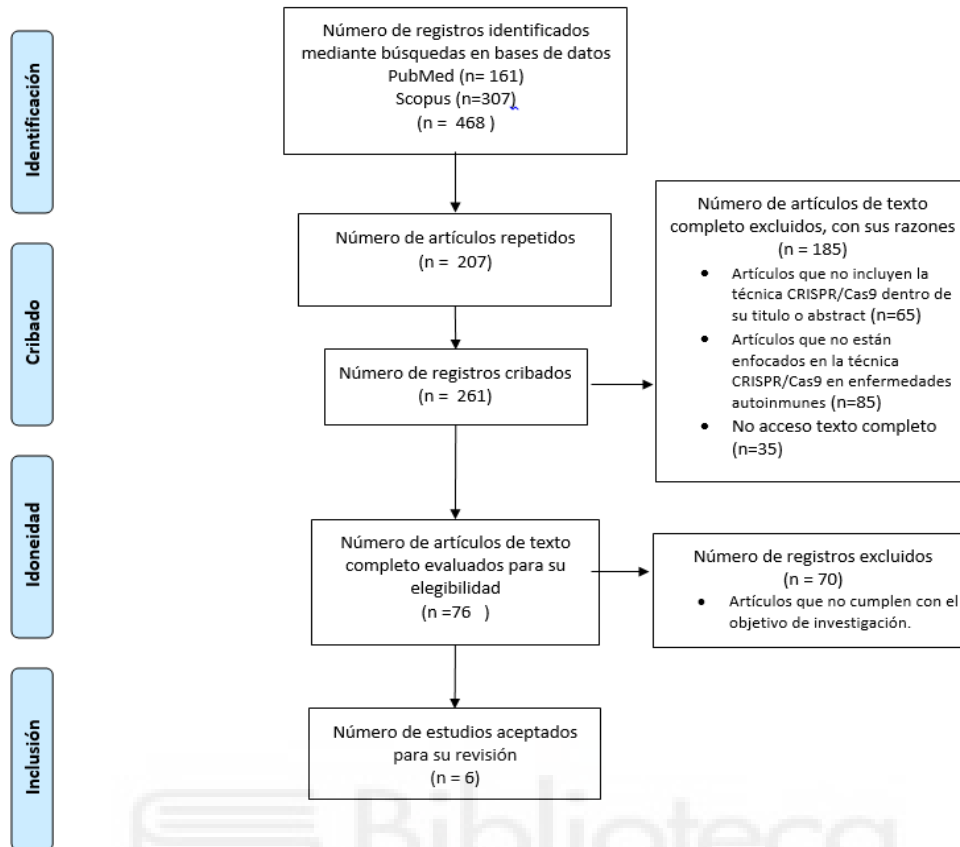 Identificación
Número de registros identificados
mediante búsquedas en bases de datos
PubMed (n= 161)
Scopus (n=307)
(n = 468 )
Número de artículos repetidos
(n = 207)
Número de artículos de texto
completo excluidos, con sus razones
(n = 185)
• Artículos que no incluyen la
técnica CRISPR/Cas9 dentro de
su titulo o abstract (n=65)
• Artículos que no están
enfocados en la técnica
CRISPR/Cas9 en enfermedades
autoinmunes (n=85)
• No acceso texto completo
(n=35)
Cribado
Número de registros cribados
(n = 261)
Idoneidad
Número de artículos de texto
completo evaluados para su
elegibilidad
(n =76 )
Número de registros excluidos
(n = 70)
• Artículos que no cumplen con el
objetivo de investigación.
Inclusión
Número de estudios aceptados
para su revisión
(n = 6)
Biblioteca